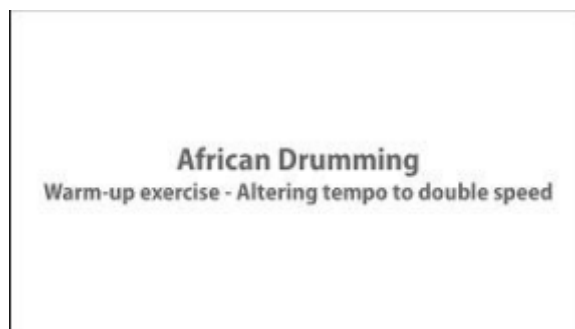 African Drumming
Warm-up exercise - Altering tempo to double speed